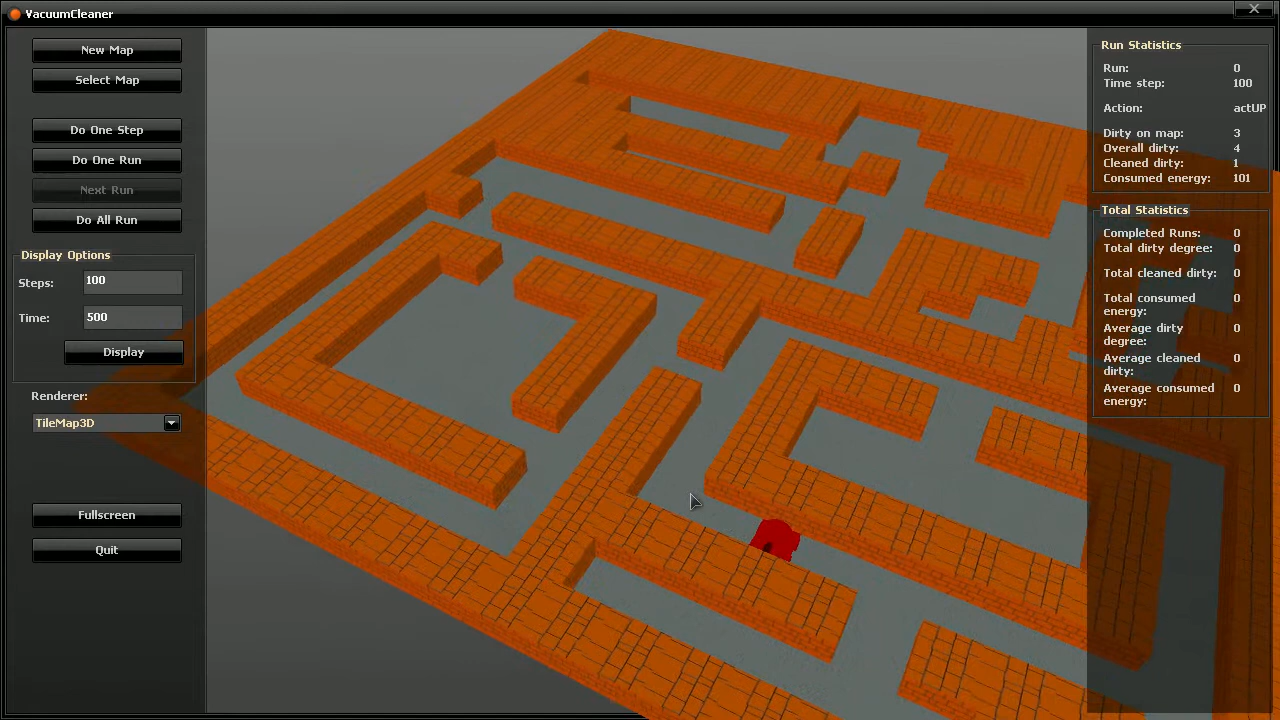 VacuumCleaner
New Map
Select Map
Do One Step
Do One Run
Next Run
Do All Run
Display Options
Steps: 100
Time: 500
Display
Renderer:
TileMap3D
Fullscreen
Quit
Run Statistics
Run: 0
Time step: 100
Action: actUP
Dirty on map: 3
Overall dirty: 4
Cleaned dirty: 1
Consumed energy: 101
Total Statistics
Completed Runs: 0
Total dirty degree: 0
Total cleaned dirty: 0
Total consumed 0
energy:
Average dirty 0
degree:
Average cleaned 0
dirty:
Average consumed 0
energy: